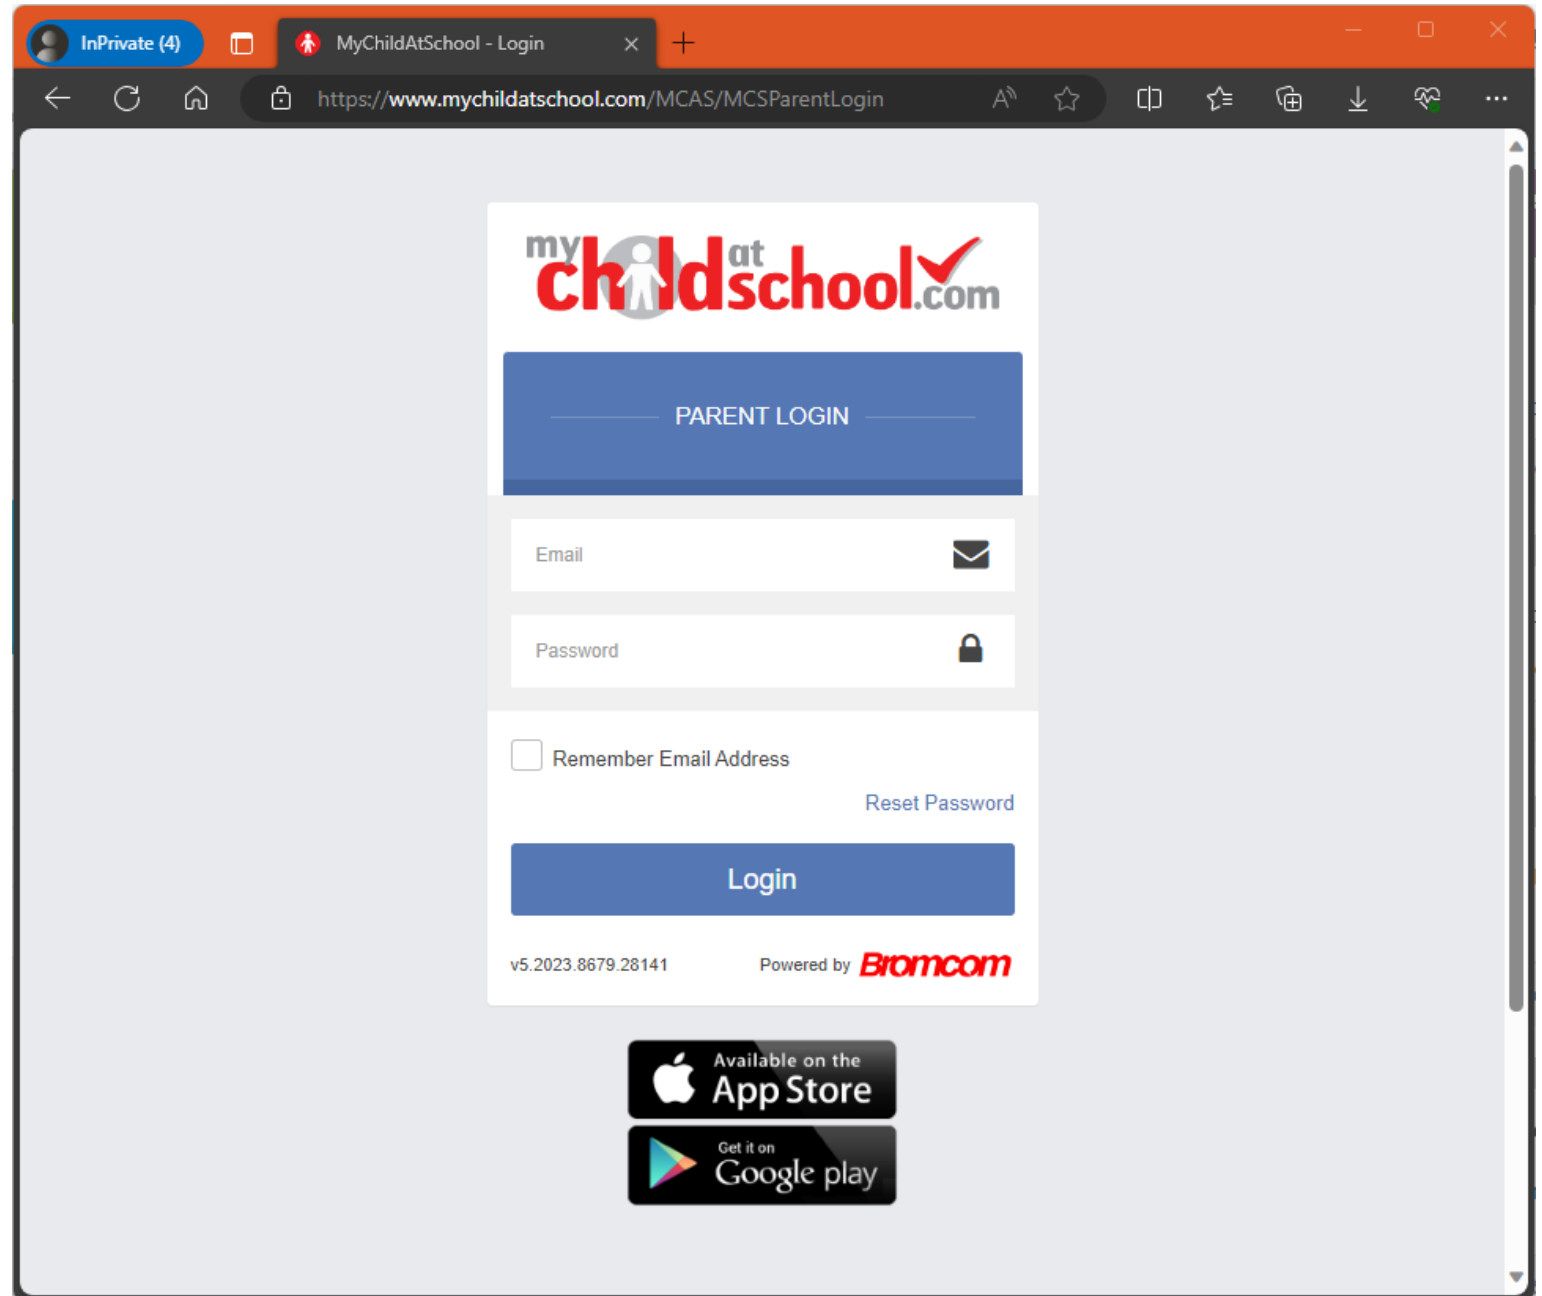 InPrivate (4)
MyChildAtSchool - Login
https://www.mychildatschool.com/MCAS/MCSParentLogin
my child at school.com
PARENT LOGIN
Email
Password
Remember Email Address
Reset Password
Login
v5.2023.8679.28141
Powered by Bromcom
Available on the
App Store
Get it on
Google play